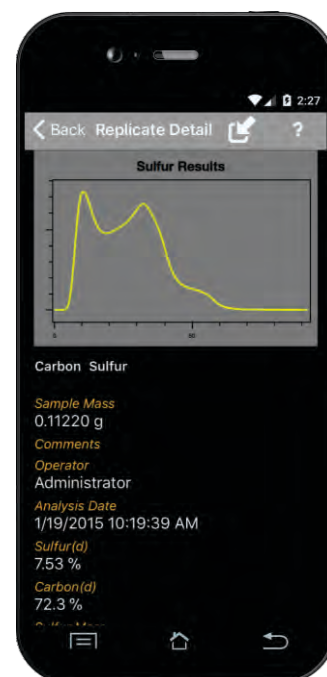 2:27
Back Replicate Detail ?
Sulfur Results
Carbon Sulfur
Sample Mass
0.11220 g
Comments
Operator
Administrator
Analysis Date
1/19/2015 10:19:39 AM
Sulfur(d)
7.53 %
Carbon(d)
72.3 %